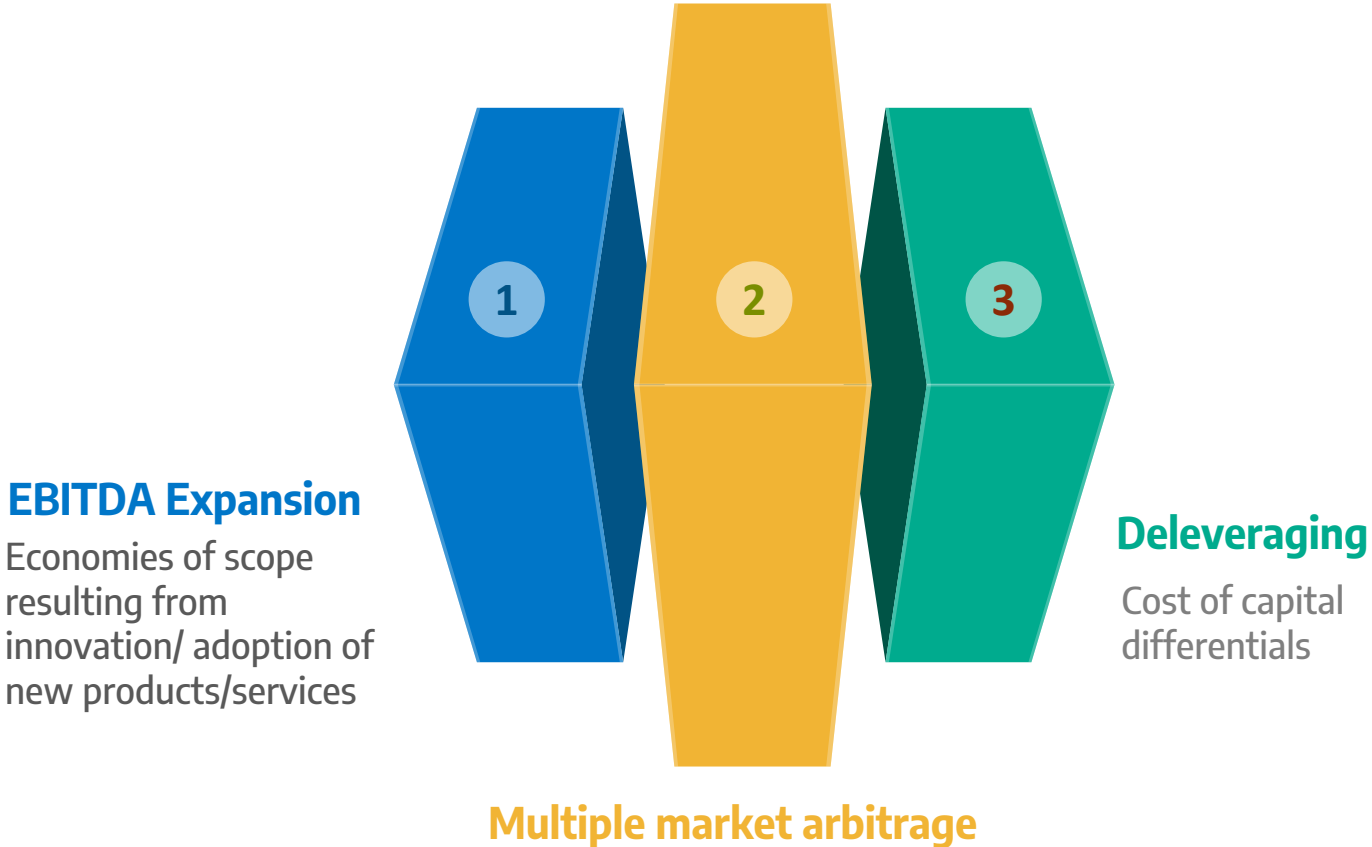 1
2
3
EBITDA Expansion
Economies of scope
resulting from
innovation/ adoption of
new products/services
Deleveraging
Cost of capital
differentials
Multiple market arbitrage